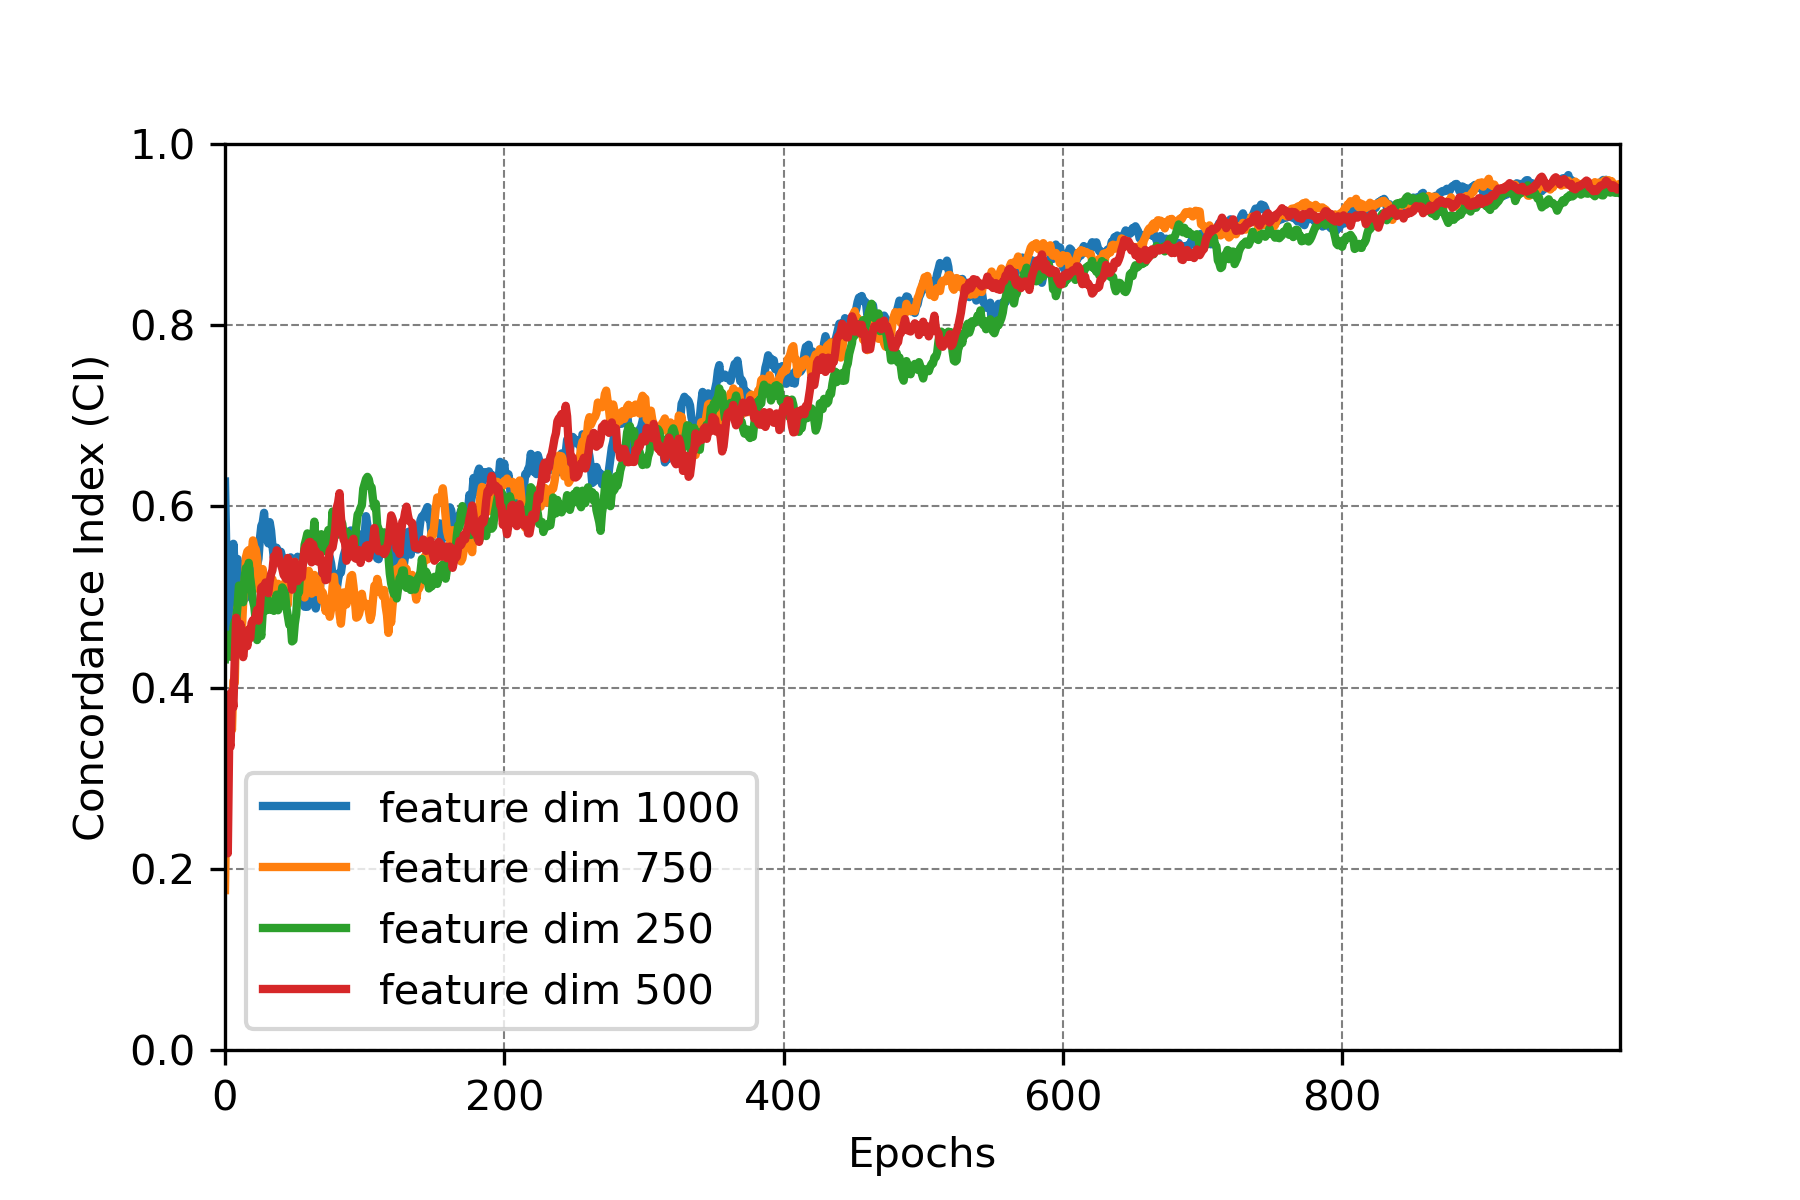 1.0
0.8
0.6
0.4
0.2
0.0
Concordance Index (CI)
feature dim 1000
feature dim 750
feature dim 250
feature dim 500
0 200 400 600 800
Epochs